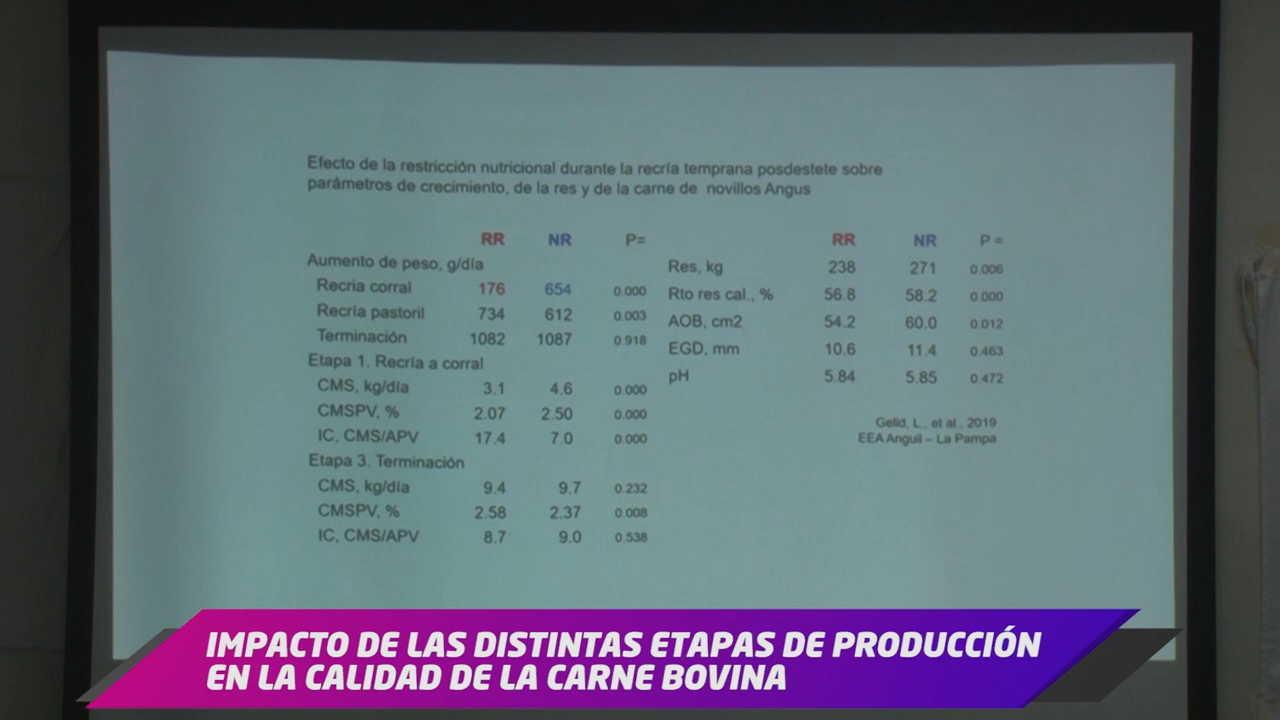 Efecto de la restricción nutricional durante la recría temprana posdestete sobre
parámetros de crecimiento, de la res y de la carne de novillos Angus
RR NR P=
Aumento de peso, g/día
Recria corral 176 654 0.000
Recría pastoril 734 612 0.003
Terminación 1082 1087 0.918
Etapa 1. Recría a corral
CMS, kg/día 3.1 4.6 0.000
CMSPV, % 2.07 2.50 0.000
IC, CMS/APV 17.4 7.0 0.000
Etapa 3. Terminación
CMS, kg/día 9.4 9.7 0.232
CMSPV, % 2.58 2.37 0.008
IC, CMS/APV 8.7 9.0 0.538
RR NR P =
Res, kg 238 271 0.006
Rto res cal., % 56.8 58.2 0.000
AOB, cm2 54.2 60.0 0.012
EGD, mm 10.6 11.4 0.463
pH 5.84 5.85 0.472
Gelid, L., et al., 2019
EEA Anguil – La Pampa
IMPACTO DE LAS DISTINTAS ETAPAS DE PRODUCCIÓN
EN LA CALIDAD DE LA CARNE BOVINA